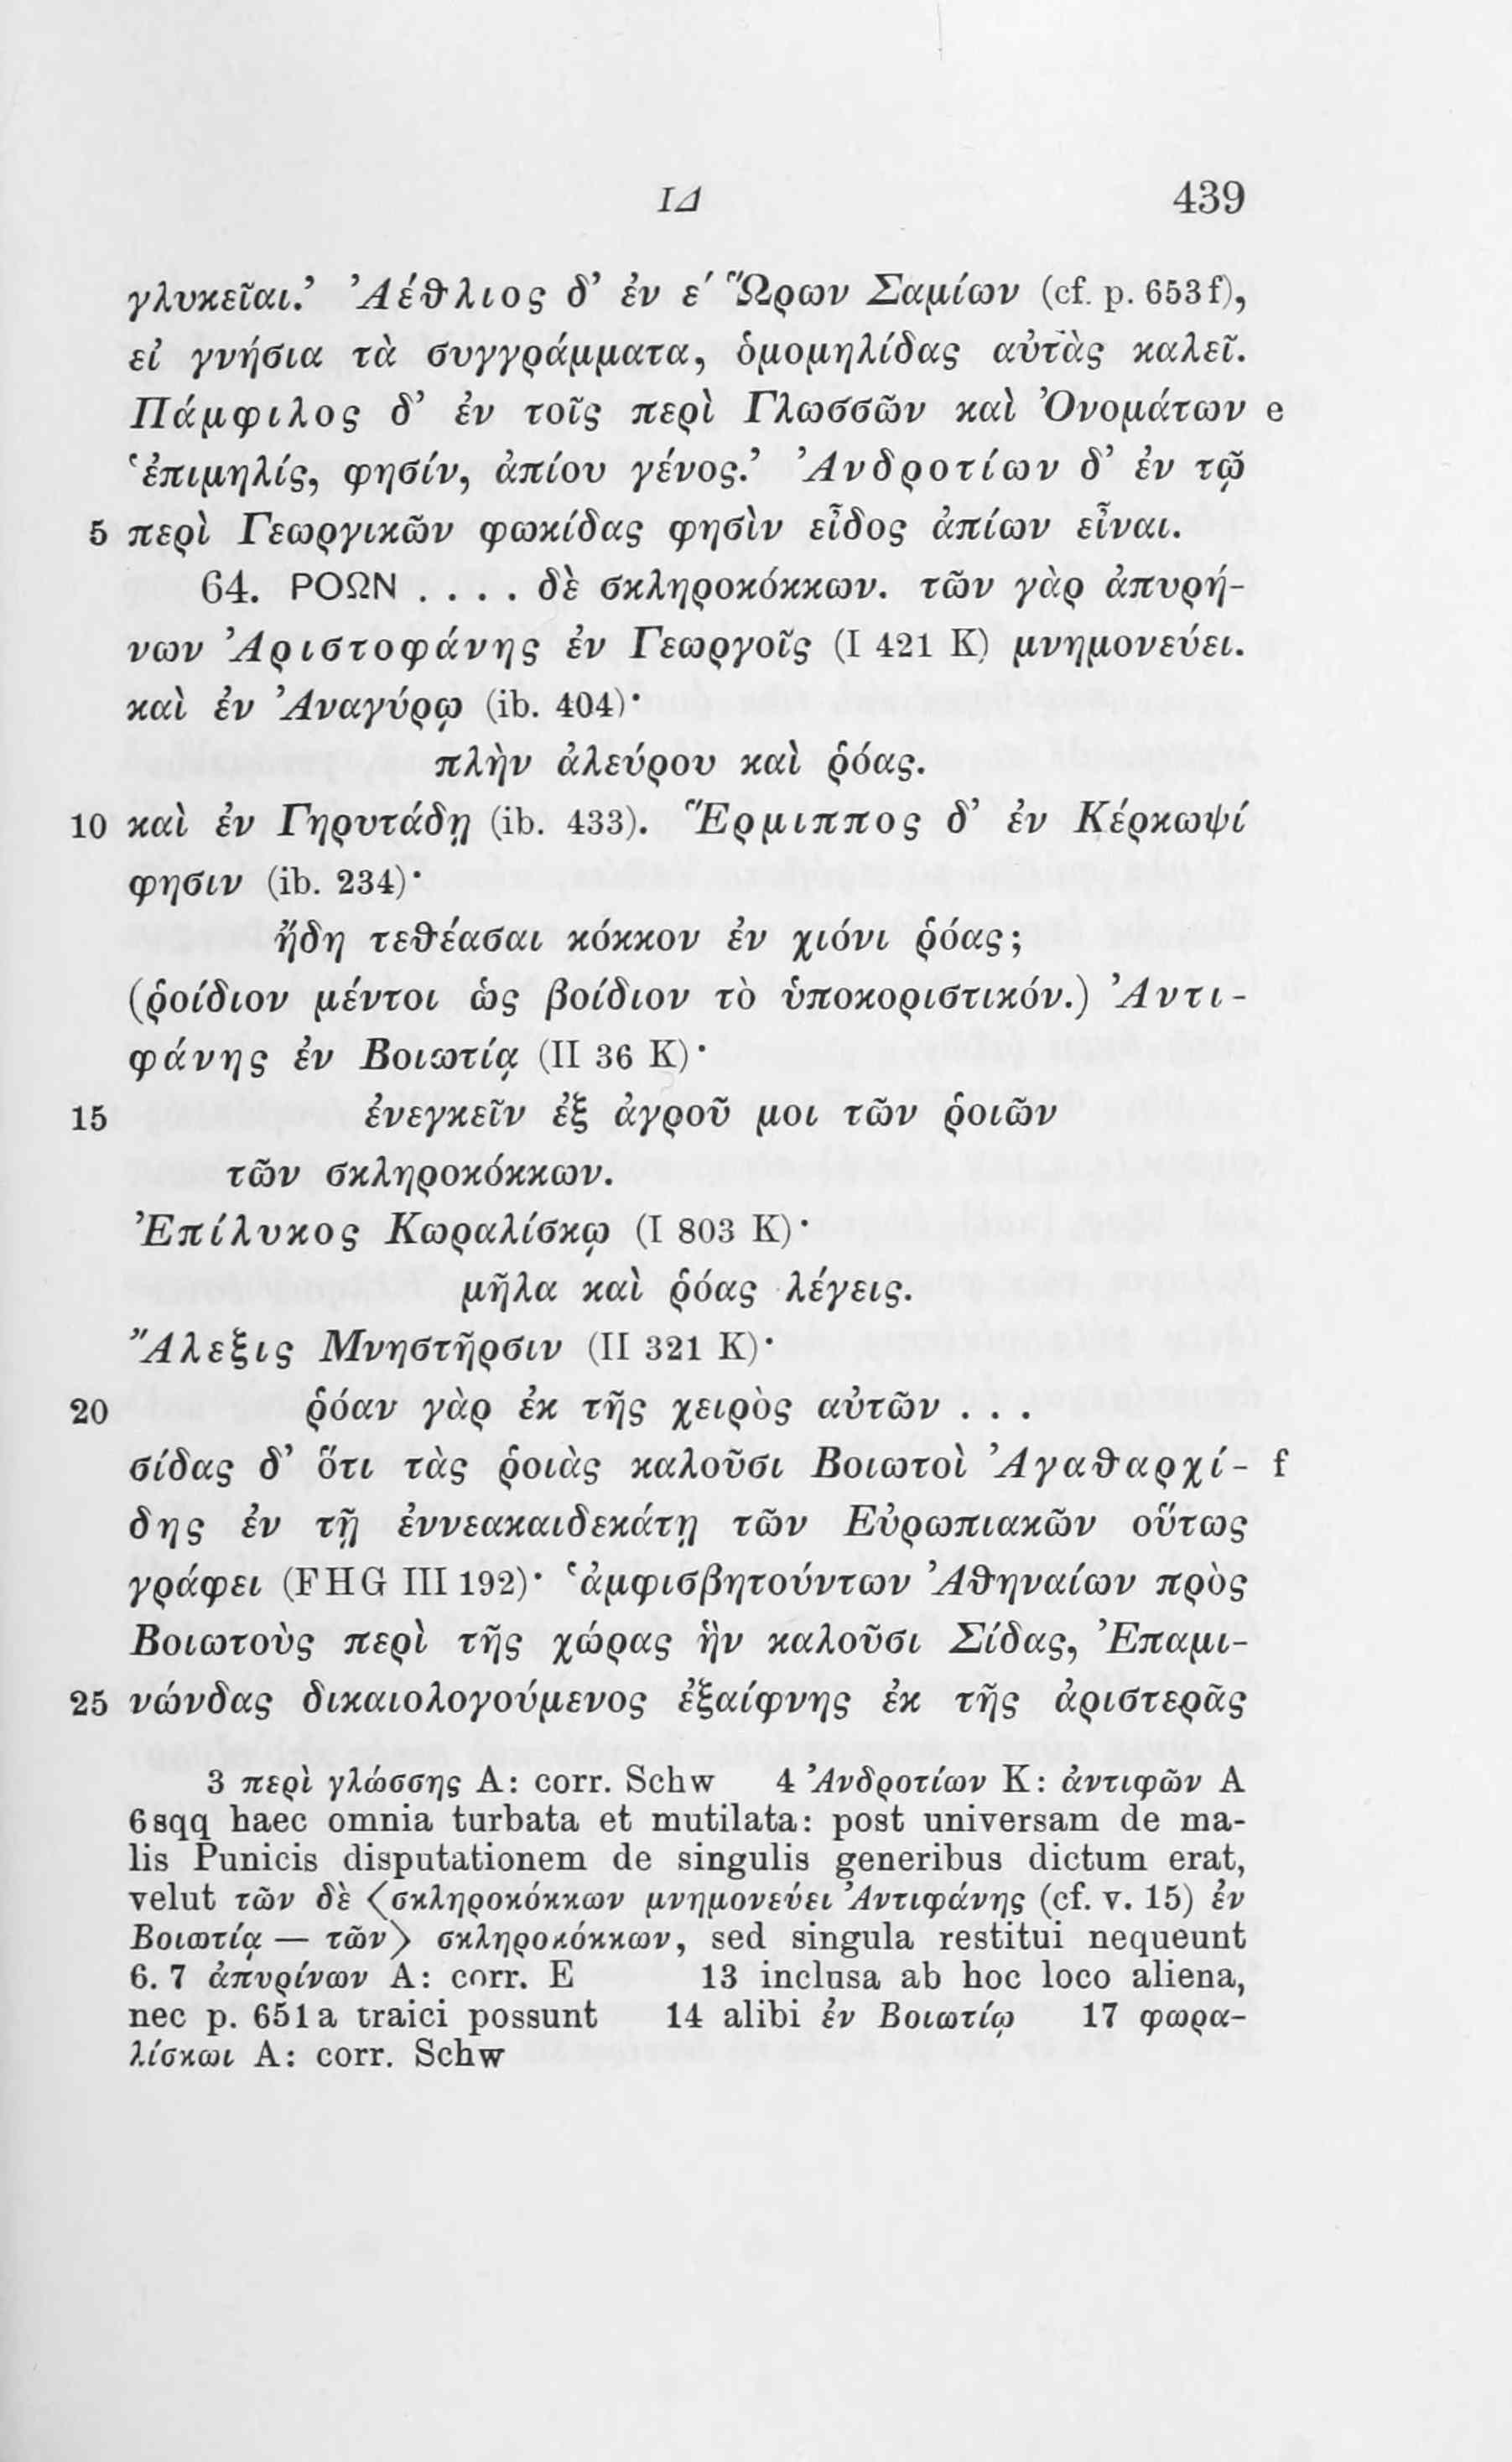 ΙΔ 439
γλυκεῖαι.’ Ἀέθλιος δ’ ἐν ε′ Ὥρων Σαμίων (cf. p. 653 f),
εἰ γνήσια τὰ συγγράμματα, ὁμομηλίδας αὐτὰς καλεῖ.
Πάμφιλος δ’ ἐν τοῖς περὶ Γλωσσῶν καὶ Ὀνομάτων e
‘ἐπιμηλίς, φησίν, ἀπίου γένος.’ Ἀνδροτίων δ’ ἐν τῷ
5 περὶ Γεωργικῶν φωκίδας φησὶν εἶδος ἀπίων εἶναι.
64. ΡΟΩΝ . . . . δὲ σκληροκόκκων. τῶν γὰρ ἀπυρή-
νων Ἀριστοφάνης ἐν Γεωργοῖς (I 421 K) μνημονεύει.
καὶ ἐν Ἀναγύρῳ (ib. 404)·
πλὴν ἀλεύρου καὶ ῥόας.
10 καὶ ἐν Γηρυτάδῃ (ib. 433). Ἕρμιππος δ’ ἐν Κέρκωψί
φησιν (ib. 234)·
ἤδη τεθέασαι κόκκον ἐν χιόνι ῥόας;
(ῥοίδιον μέντοι ὡς βοίδιον τὸ ὑποκοριστικόν.) Ἀντι-
φάνης ἐν Βοιωτίᾳ (II 36 K)·
15 ἐνεγκεῖν ἐξ ἀγροῦ μοι τῶν ῥοιῶν
τῶν σκληροκόκκων.
Ἐπίλυκος Κωραλίσκῳ (I 803 K)·
μῆλα καὶ ῥόας λέγεις.
Ἄλεξις Μνηστῆρσιν (II 321 K)·
20 ῥόαν γὰρ ἐκ τῆς χειρὸς αὐτῶν . . .
σίδας δ’ ὅτι τὰς ῥοιὰς καλοῦσι Βοιωτοὶ Ἀγαθαρχί- f
δης ἐν τῇ ἐννεακαιδεκάτῃ τῶν Εὐρωπιακῶν οὕτως
γράφει (FHG III 192)· ‘ἀμφισβητούντων Ἀθηναίων πρὸς
Βοιωτοὺς περὶ τῆς χώρας ἣν καλοῦσι Σίδας, Ἐπαμι-
25 νώνδας δικαιολογούμενος ἐξαίφνης ἐκ τῆς ἀριστερᾶς
3 περὶ γλώσσης A: corr. Schw 4 Ἀνδροτίων K: ἀντιφῶν A
6 sqq haec omnia turbata et mutilata: post universam de ma-
lis Punicis disputationem de singulis generibus dictum erat,
velut τῶν δὲ ⟨σκληροκόκκων μνημονεύει Ἀντιφάνης (cf. v. 15) ἐν
Βοιωτίᾳ — τῶν⟩ σκληροκόκκων, sed singula restitui nequeunt
6. 7 ἀπυρίνων A: corr. E 13 inclusa ab hoc loco aliena,
nec p. 651 a traici possunt 14 alibi ἐν Βοιωτίῳ 17 φωρα-
λίσκωι A: corr. Schw